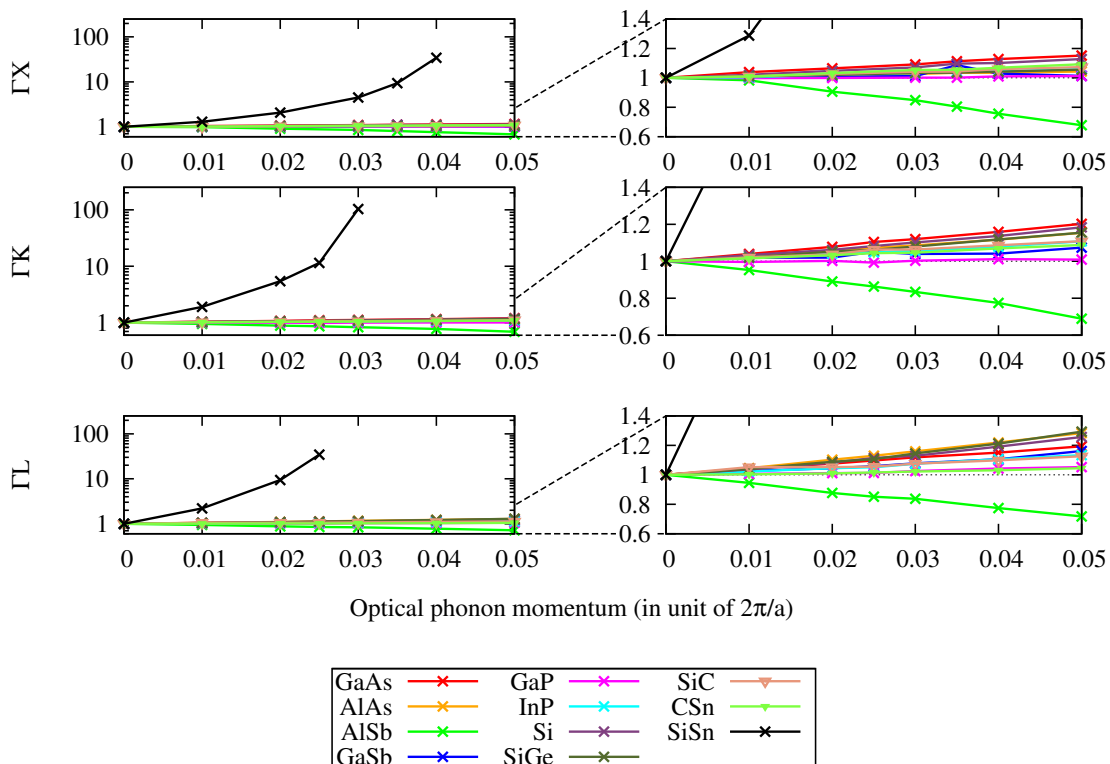 ΓX
100
10
1
0 0.01 0.02 0.03 0.04 0.05
1.4
1.2
1
0.8
0.6
0 0.01 0.02 0.03 0.04 0.05
ΓK
100
10
1
0 0.01 0.02 0.03 0.04 0.05
1.4
1.2
1
0.8
0.6
0 0.01 0.02 0.03 0.04 0.05
ΓL
100
10
1
0 0.01 0.02 0.03 0.04 0.05
1.4
1.2
1
0.8
0.6
0 0.01 0.02 0.03 0.04 0.05
Optical phonon momentum (in unit of 2π/a)
GaAs GaP SiC
AlAs InP CSn
AlSb Si SiSn
GaSb SiGe